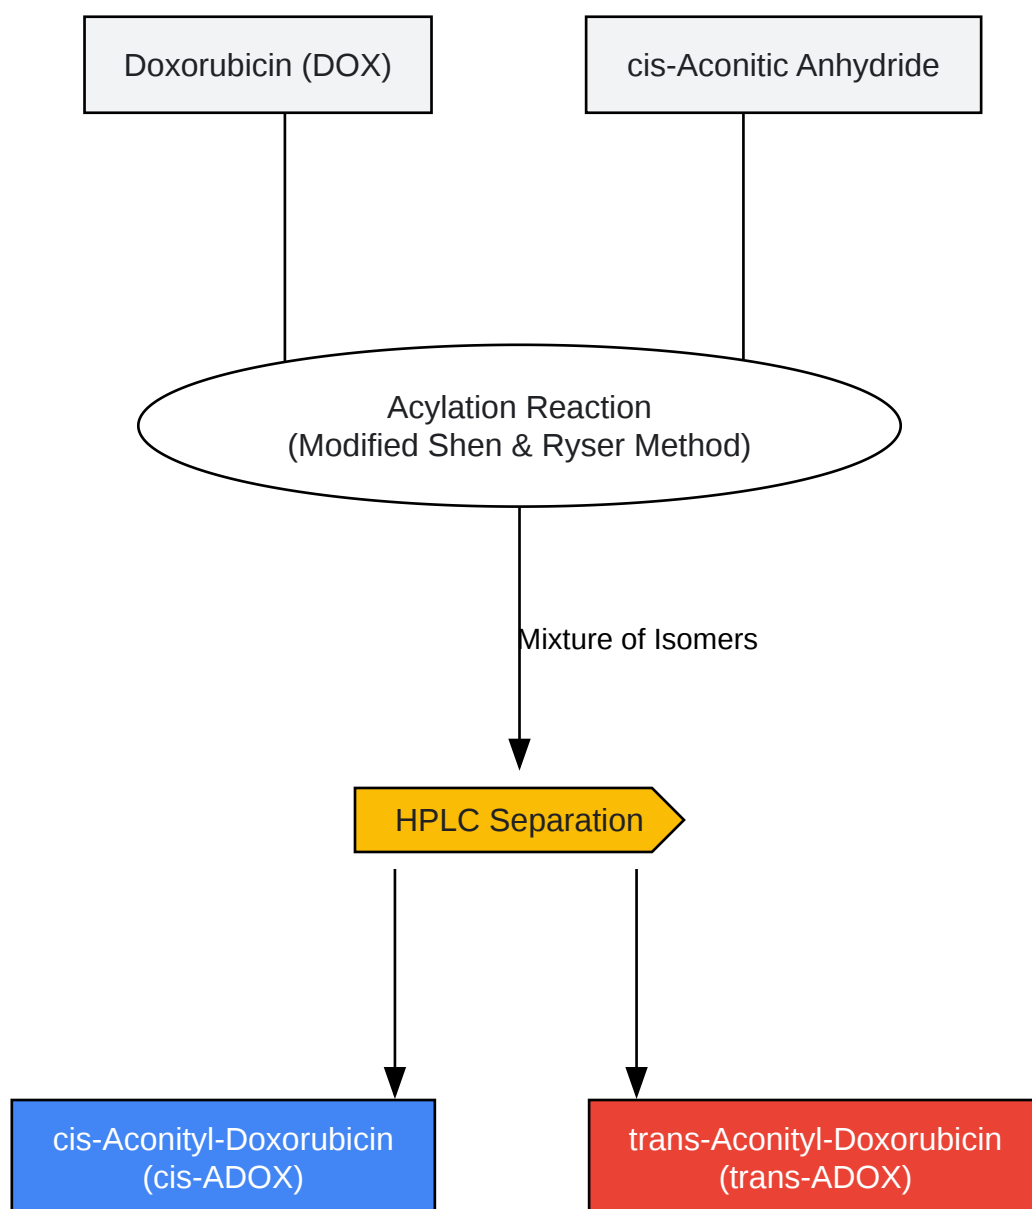 Doxorubicin (DOX)
cis-Aconitic Anhydride
Acylation Reaction
(Modified Shen & Ryser Method)
Mixture of Isomers
HPLC Separation
cis-Aconityl-Doxorubicin
(cis-ADOX)
trans-Aconityl-Doxorubicin
(trans-ADOX)